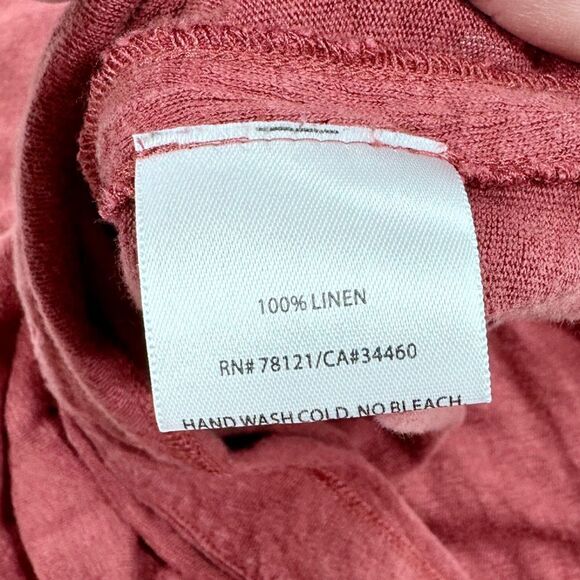 100% LINEN
RN# 78121/CA#34460
HAND WASH COLD, NO BLEACH